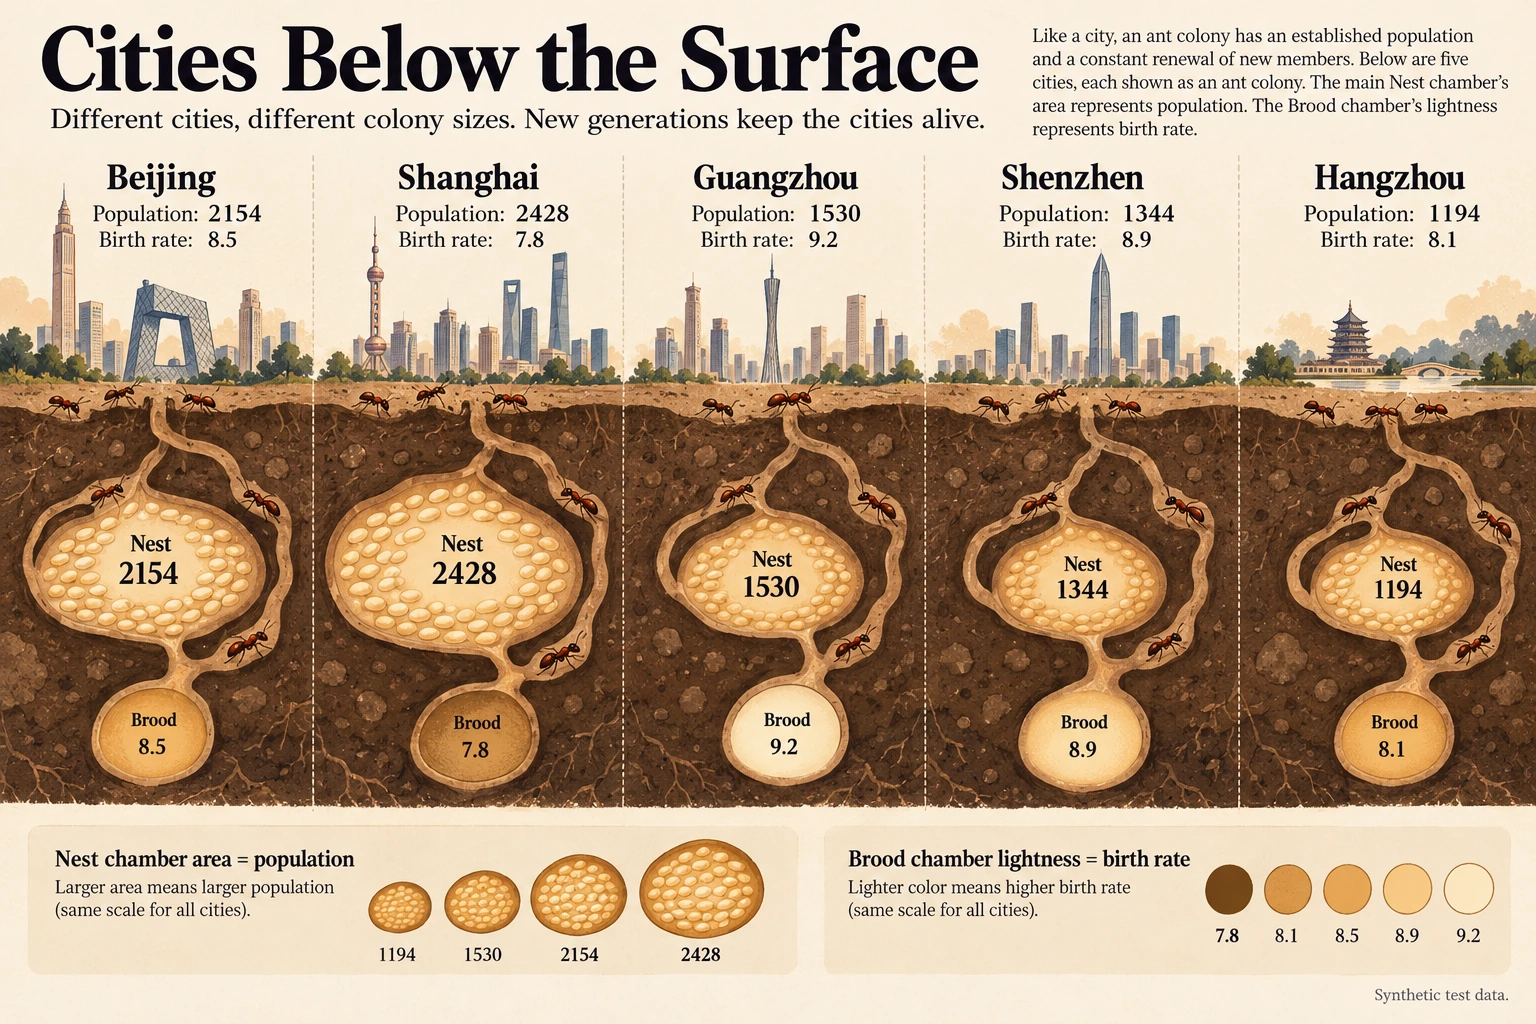 Cities Below the Surface
Different cities, different colony sizes. New generations keep the cities alive.
Like a city, an ant colony has an established population
and a constant renewal of new members. Below are five
cities, each shown as an ant colony. The main Nest chamber's
area represents population. The Brood chamber's lightness
represents birth rate.
Beijing
Population: 2154
Birth rate: 8.5
Shanghai
Population: 2428
Birth rate: 7.8
Guangzhou
Population: 1530
Birth rate: 9.2
Shenzhen
Population: 1344
Birth rate: 8.9
Hangzhou
Population: 1194
Birth rate: 8.1
Nest
2154
Nest
2428
Nest
1530
Nest
1344
Nest
1194
Brood
8.5
Brood
7.8
Brood
9.2
Brood
8.9
Brood
8.1
Nest chamber area = population
Larger area means larger population
(same scale for all cities).
1194 1530 2154 2428
Brood chamber lightness = birth rate
Lighter color means higher birth rate
(same scale for all cities).
7.8 8.1 8.5 8.9 9.2
Synthetic test data.